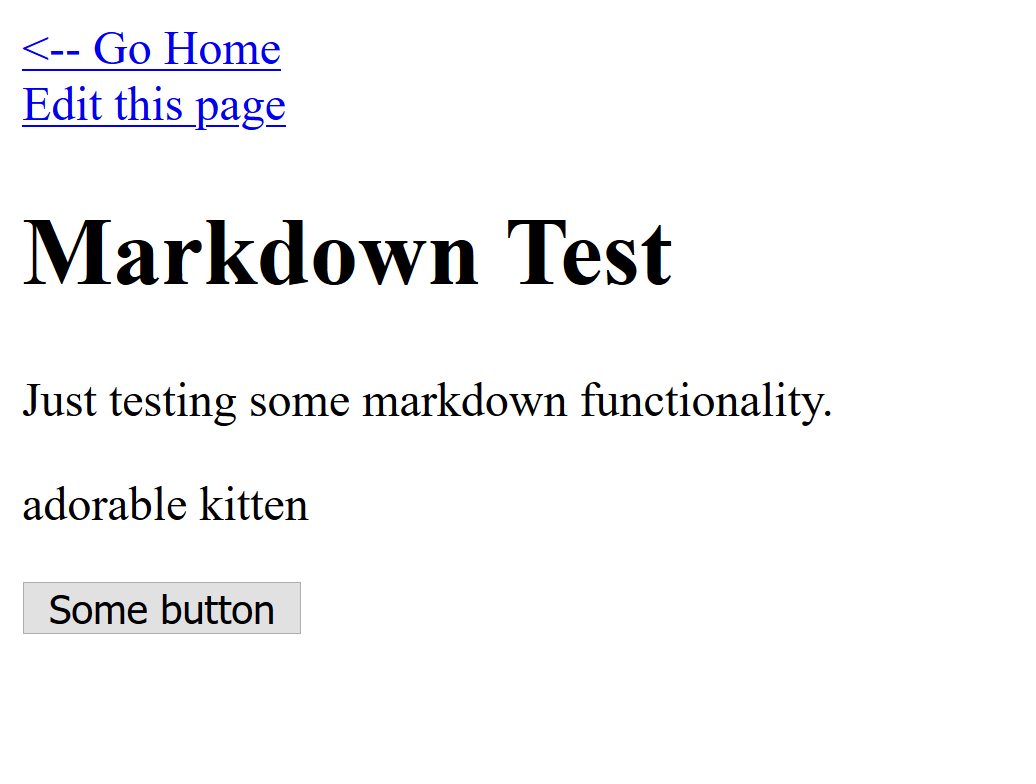 <-- Go Home
Edit this page
Markdown Test
Just testing some markdown functionality.
adorable kitten
Some button